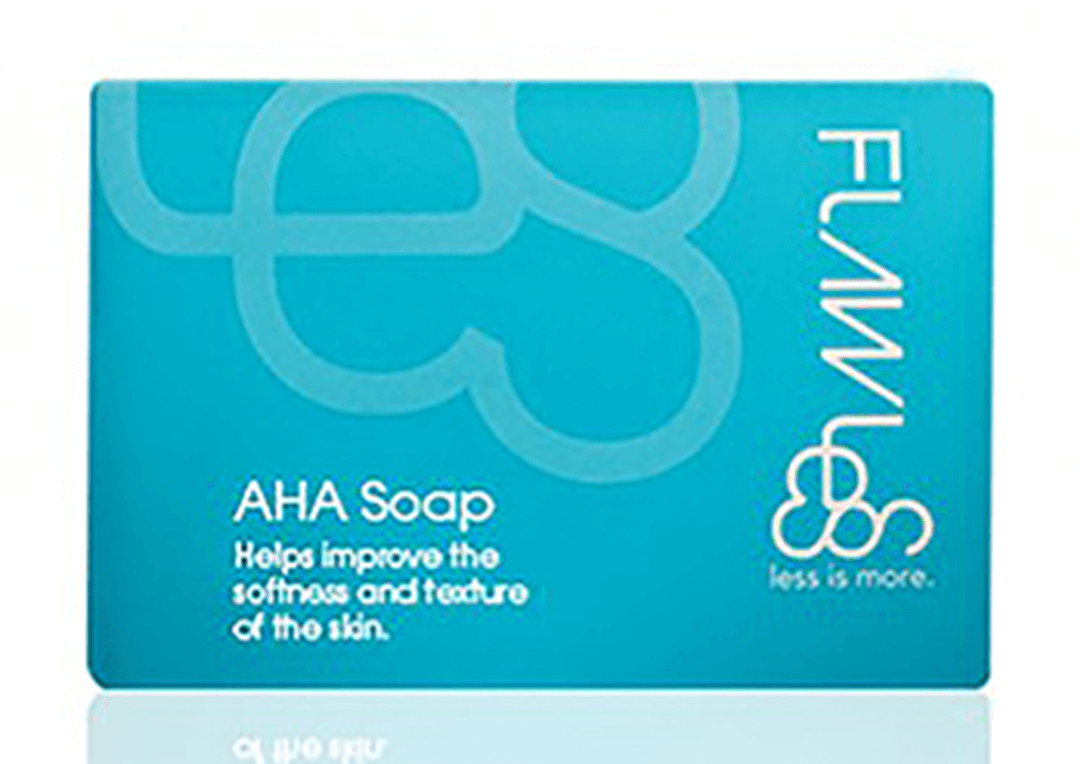 AHA Soap
Helps improve the
softness and texture
of the skin.
FLAWLESS
less is more.